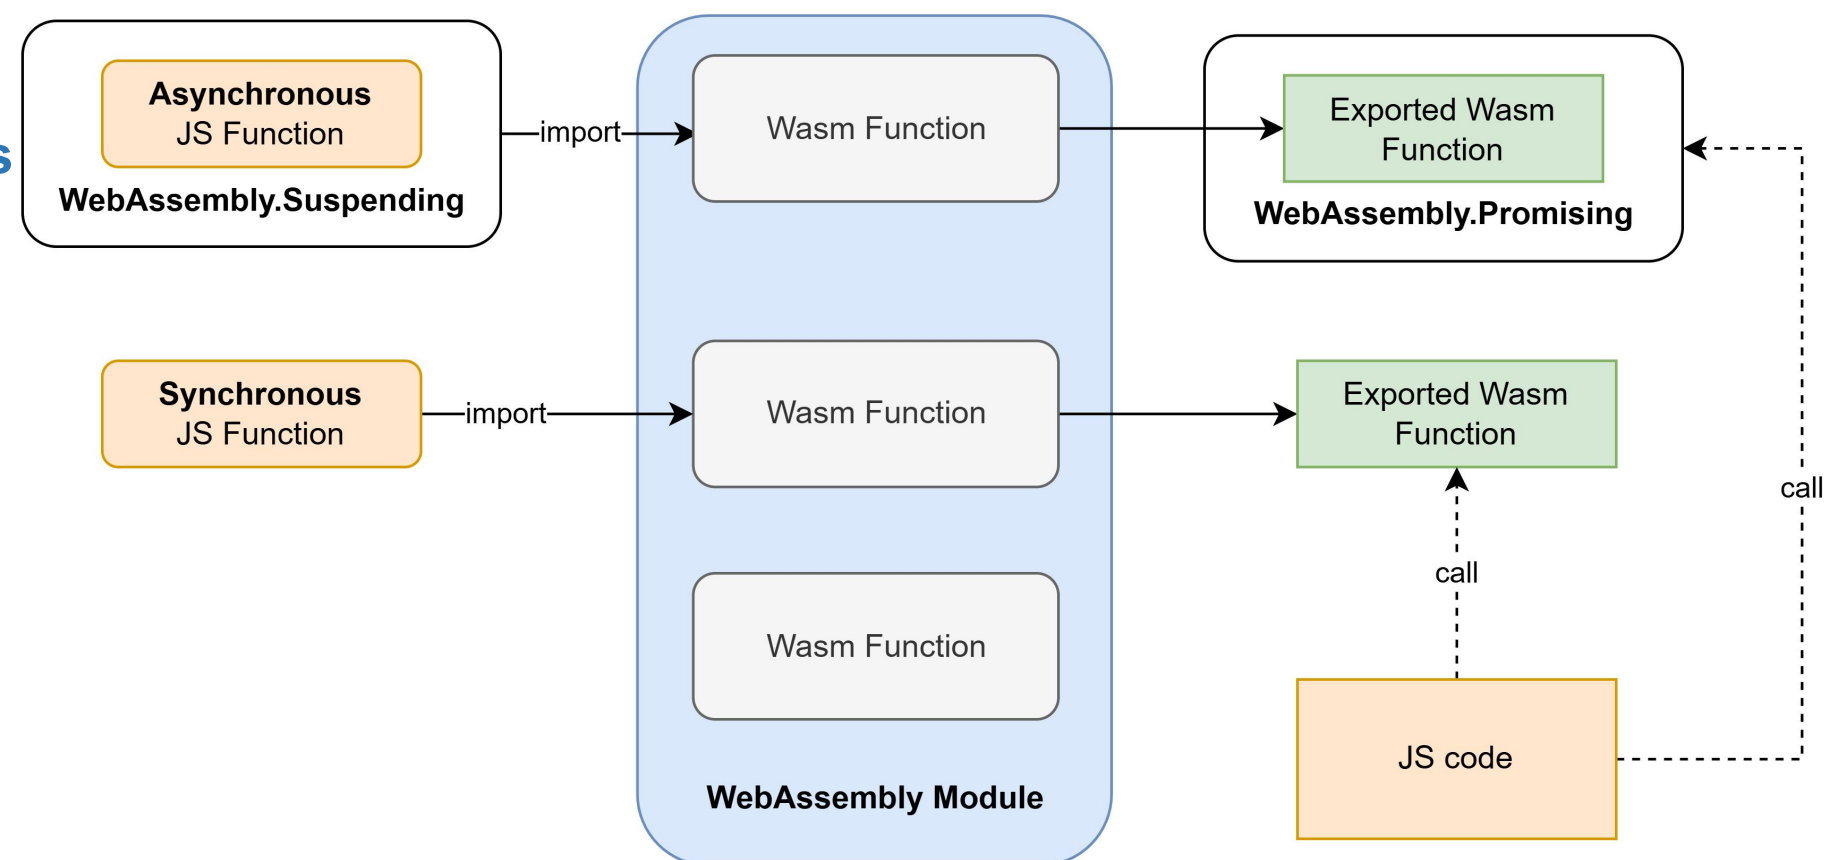 s
Asynchronous
JS Function
WebAssembly.Suspending
import
Wasm Function
Exported Wasm
Function
WebAssembly.Promising
Synchronous
JS Function
import
Wasm Function
Exported Wasm
Function
call
call
Wasm Function
JS code
WebAssembly Module